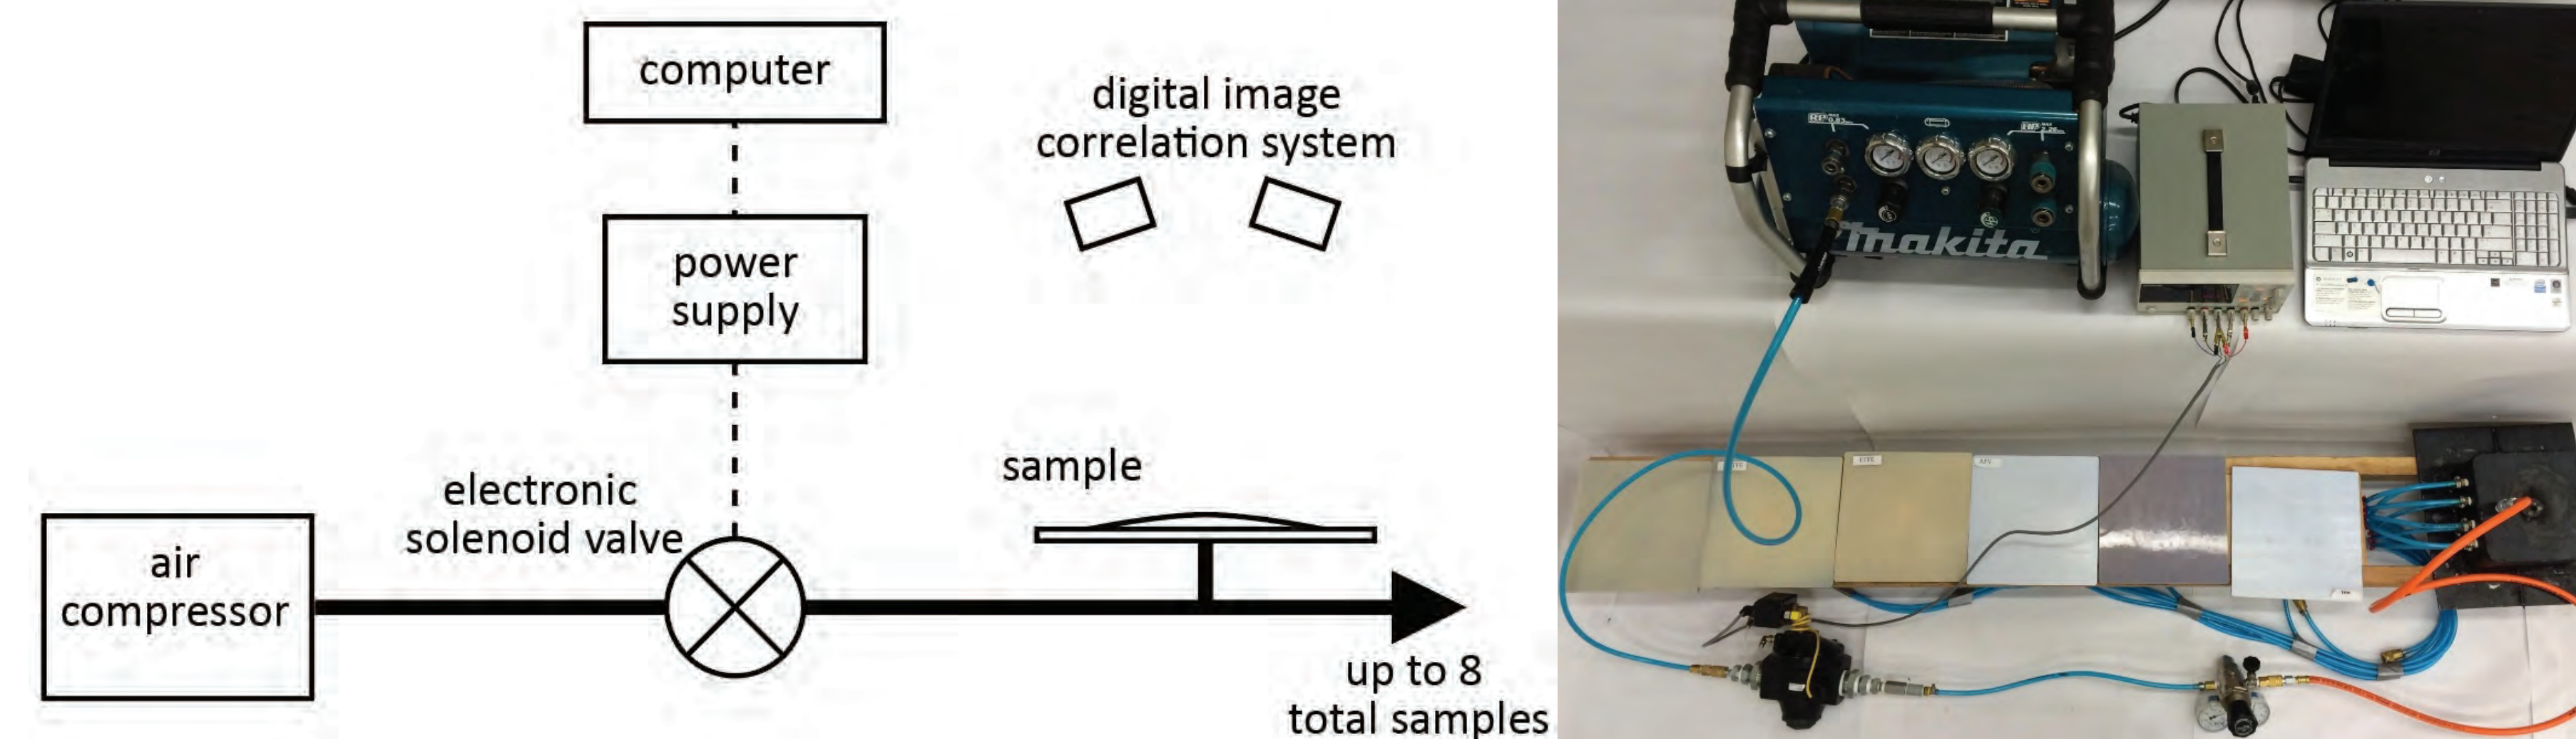 computer
digital image
correlation system
power
supply
sample
electronic
solenoid valve
air
compressor
up to 8
total samples
makita